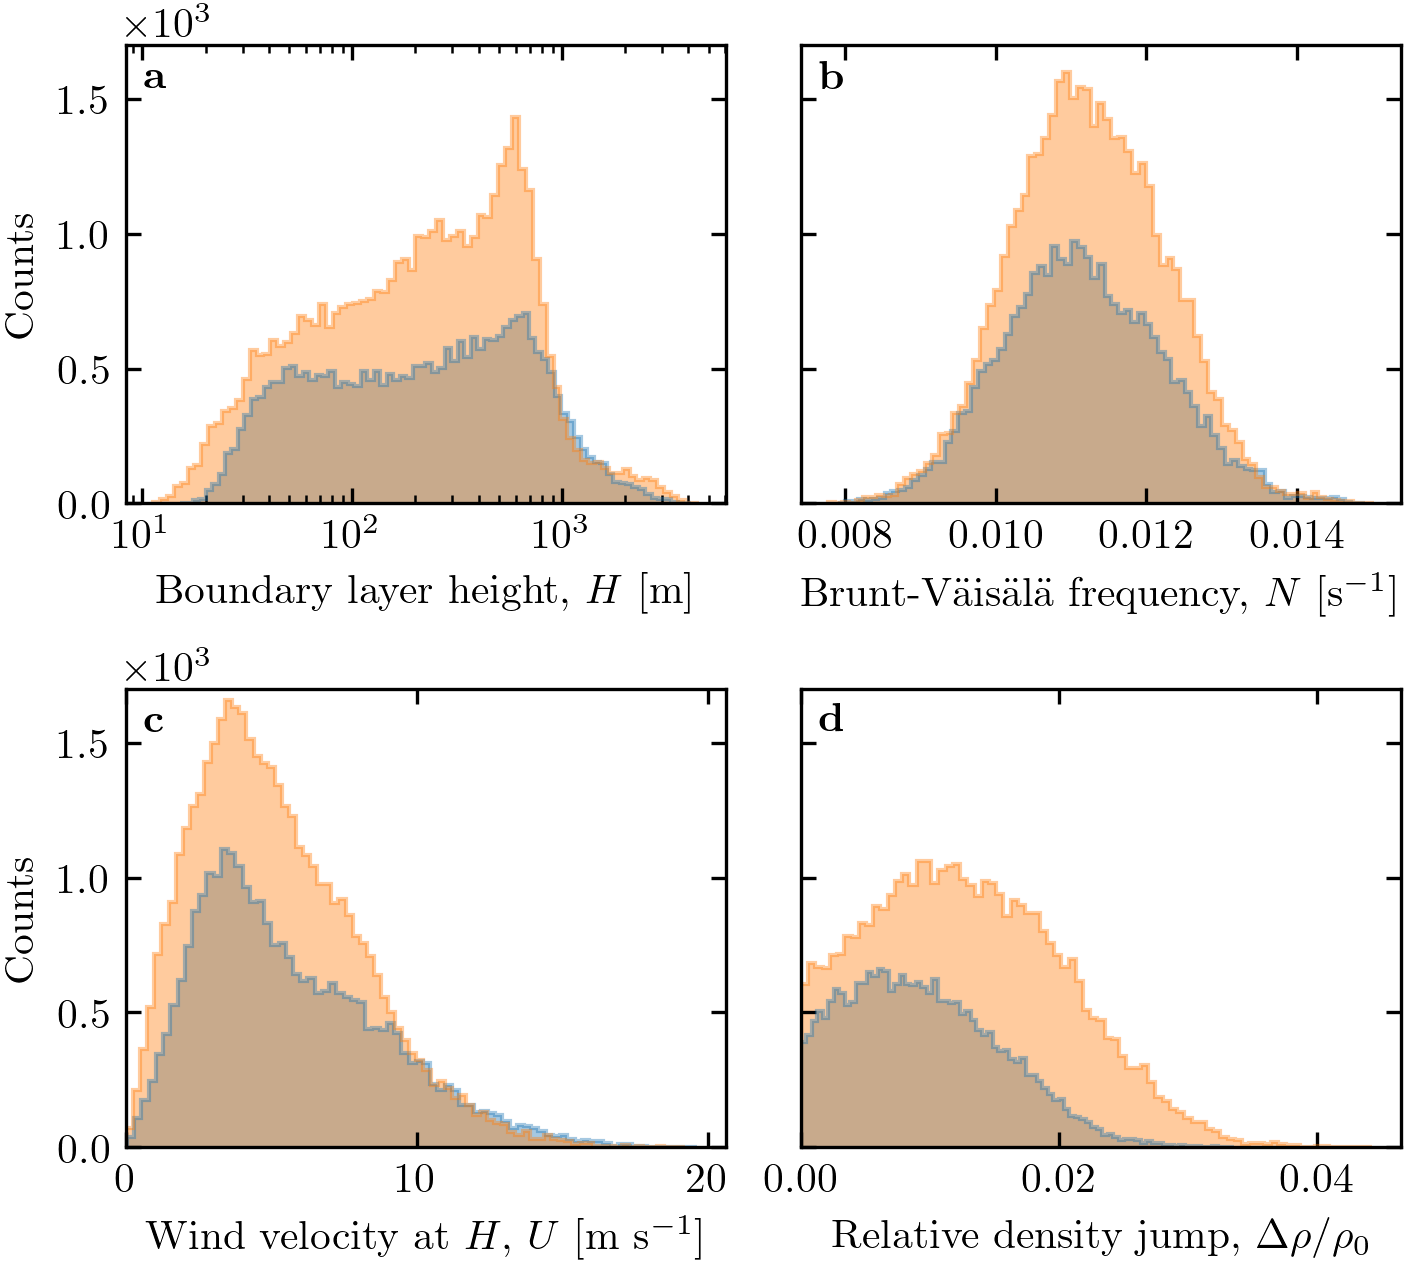 ×10³
a
b
Counts
1.5
1.0
0.5
0.0
10¹ 10² 10³
0.008 0.010 0.012 0.014
Boundary layer height, H [m]
Brunt-Väisälä frequency, N [s⁻¹]
×10³
c
d
Counts
1.5
1.0
0.5
0.0
0 10 20
0.00 0.02 0.04
Wind velocity at H, U [m s⁻¹]
Relative density jump, Δρ/ρ₀